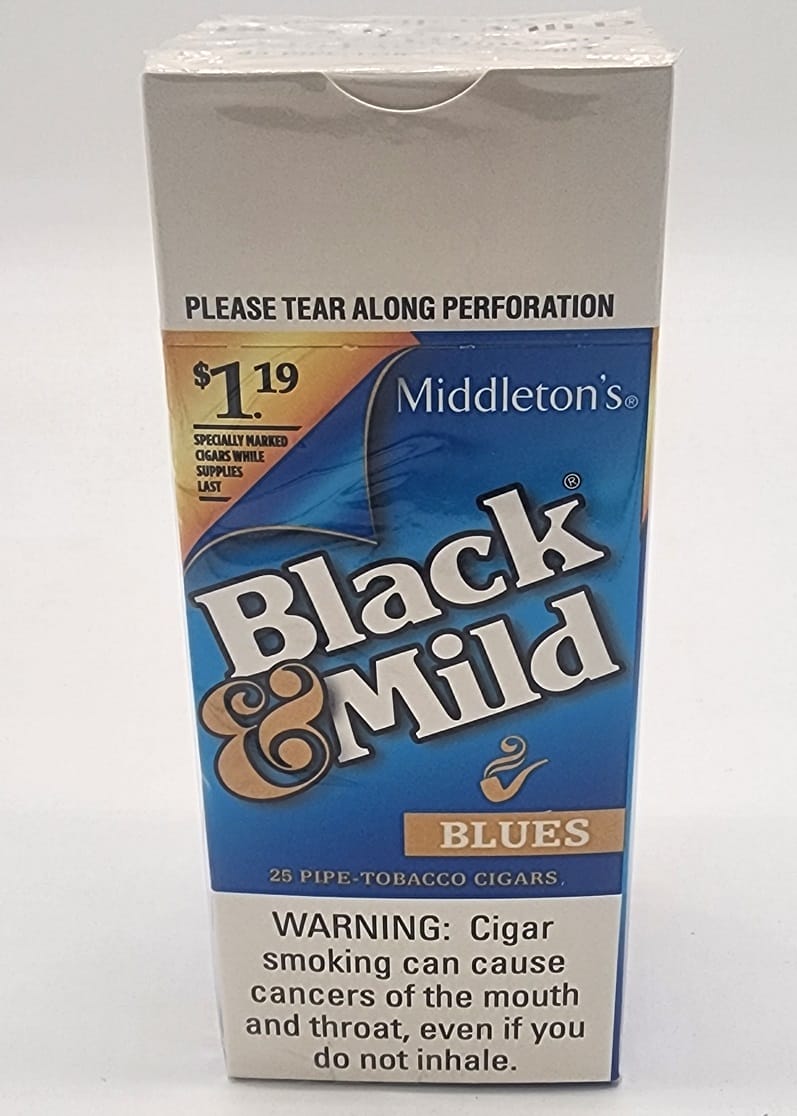 PLEASE TEAR ALONG PERFORATION
$1.19
SPECIALLY MARKED
CIGARS WHILE
SUPPLIES
LAST
Middleton's®
Black®
& Mild
BLUES
25 PIPE-TOBACCO CIGARS
WARNING: Cigar
smoking can cause
cancers of the mouth
and throat, even if you
do not inhale.